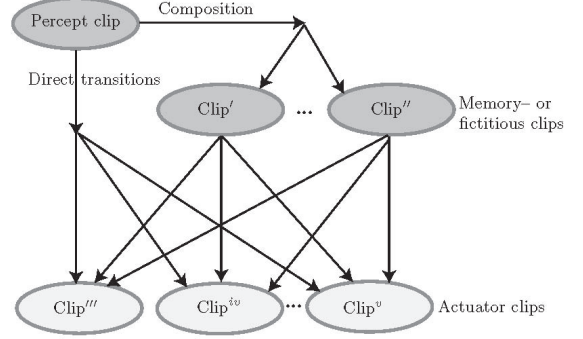 Composition
Percept clip
Direct transitions
Clip′
...
Clip″
Memory– or
fictitious clips
Clip‴
Clip^{iv}
...
Clip^{v}
Actuator clips